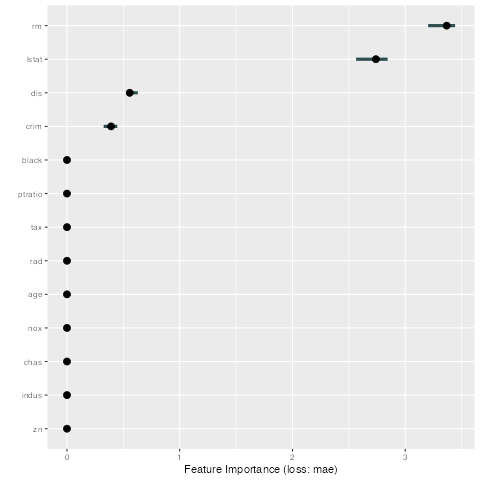 rm
lstat
dis
crim
black
ptratio
tax
rad
age
nox
chas
indus
zn
0 1 2 3
Feature Importance (loss: mae)